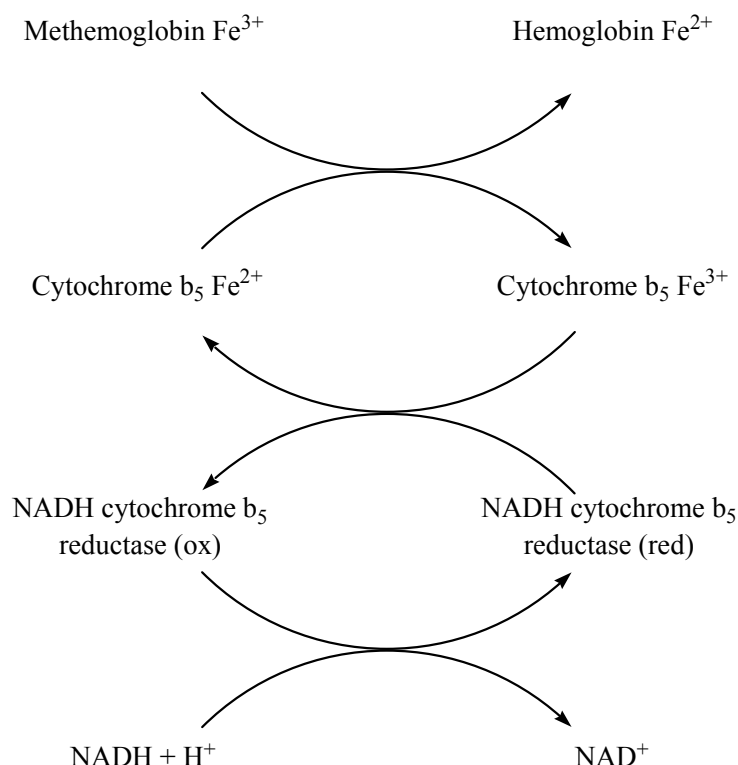 Methemoglobin Fe³⁺
Hemoglobin Fe²⁺
Cytochrome b₅ Fe²⁺
Cytochrome b₅ Fe³⁺
NADH cytochrome b₅
reductase (ox)
NADH cytochrome b₅
reductase (red)
NADH + H⁺
NAD⁺